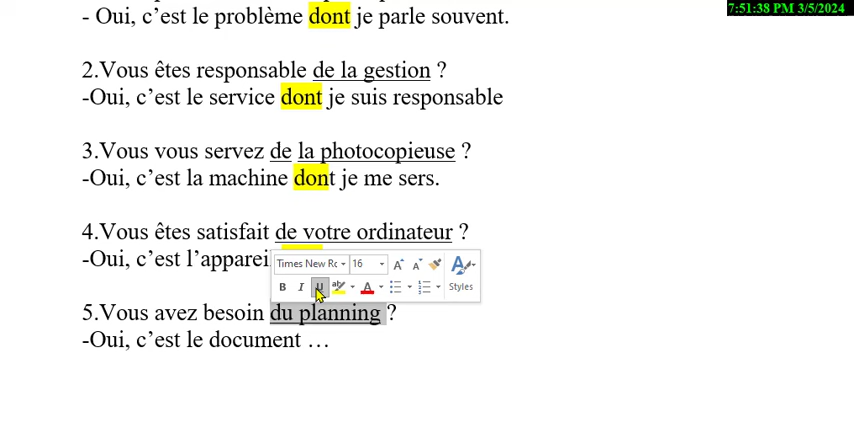 7:51:38 PM 3/5/2024
- Oui, c’est le problème dont je parle souvent.
2.Vous êtes responsable de la gestion ?
-Oui, c’est le service dont je suis responsable
3.Vous vous servez de la photocopieuse ?
-Oui, c’est la machine dont je me sers.
4.Vous êtes satisfait de votre ordinateur ?
-Oui, c’est l’apparei
Times New Rc 16 A A A
B I U ab A Styles
5.Vous avez besoin du planning ?
-Oui, c’est le document …